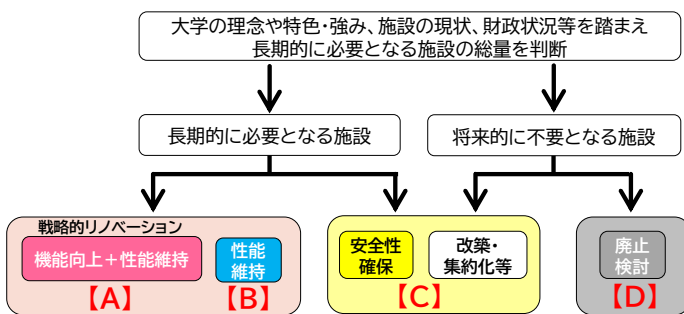 大学の理念や特色・強み、施設の現状、財政状況等を踏まえ
長期的に必要となる施設の総量を判断
長期的に必要となる施設
将来的に不要となる施設
戦略的リノベーション
機能向上＋性能維持
性能
維持
安全性
確保
改築・
集約化等
廃止
検討
【A】
【B】
【C】
【D】